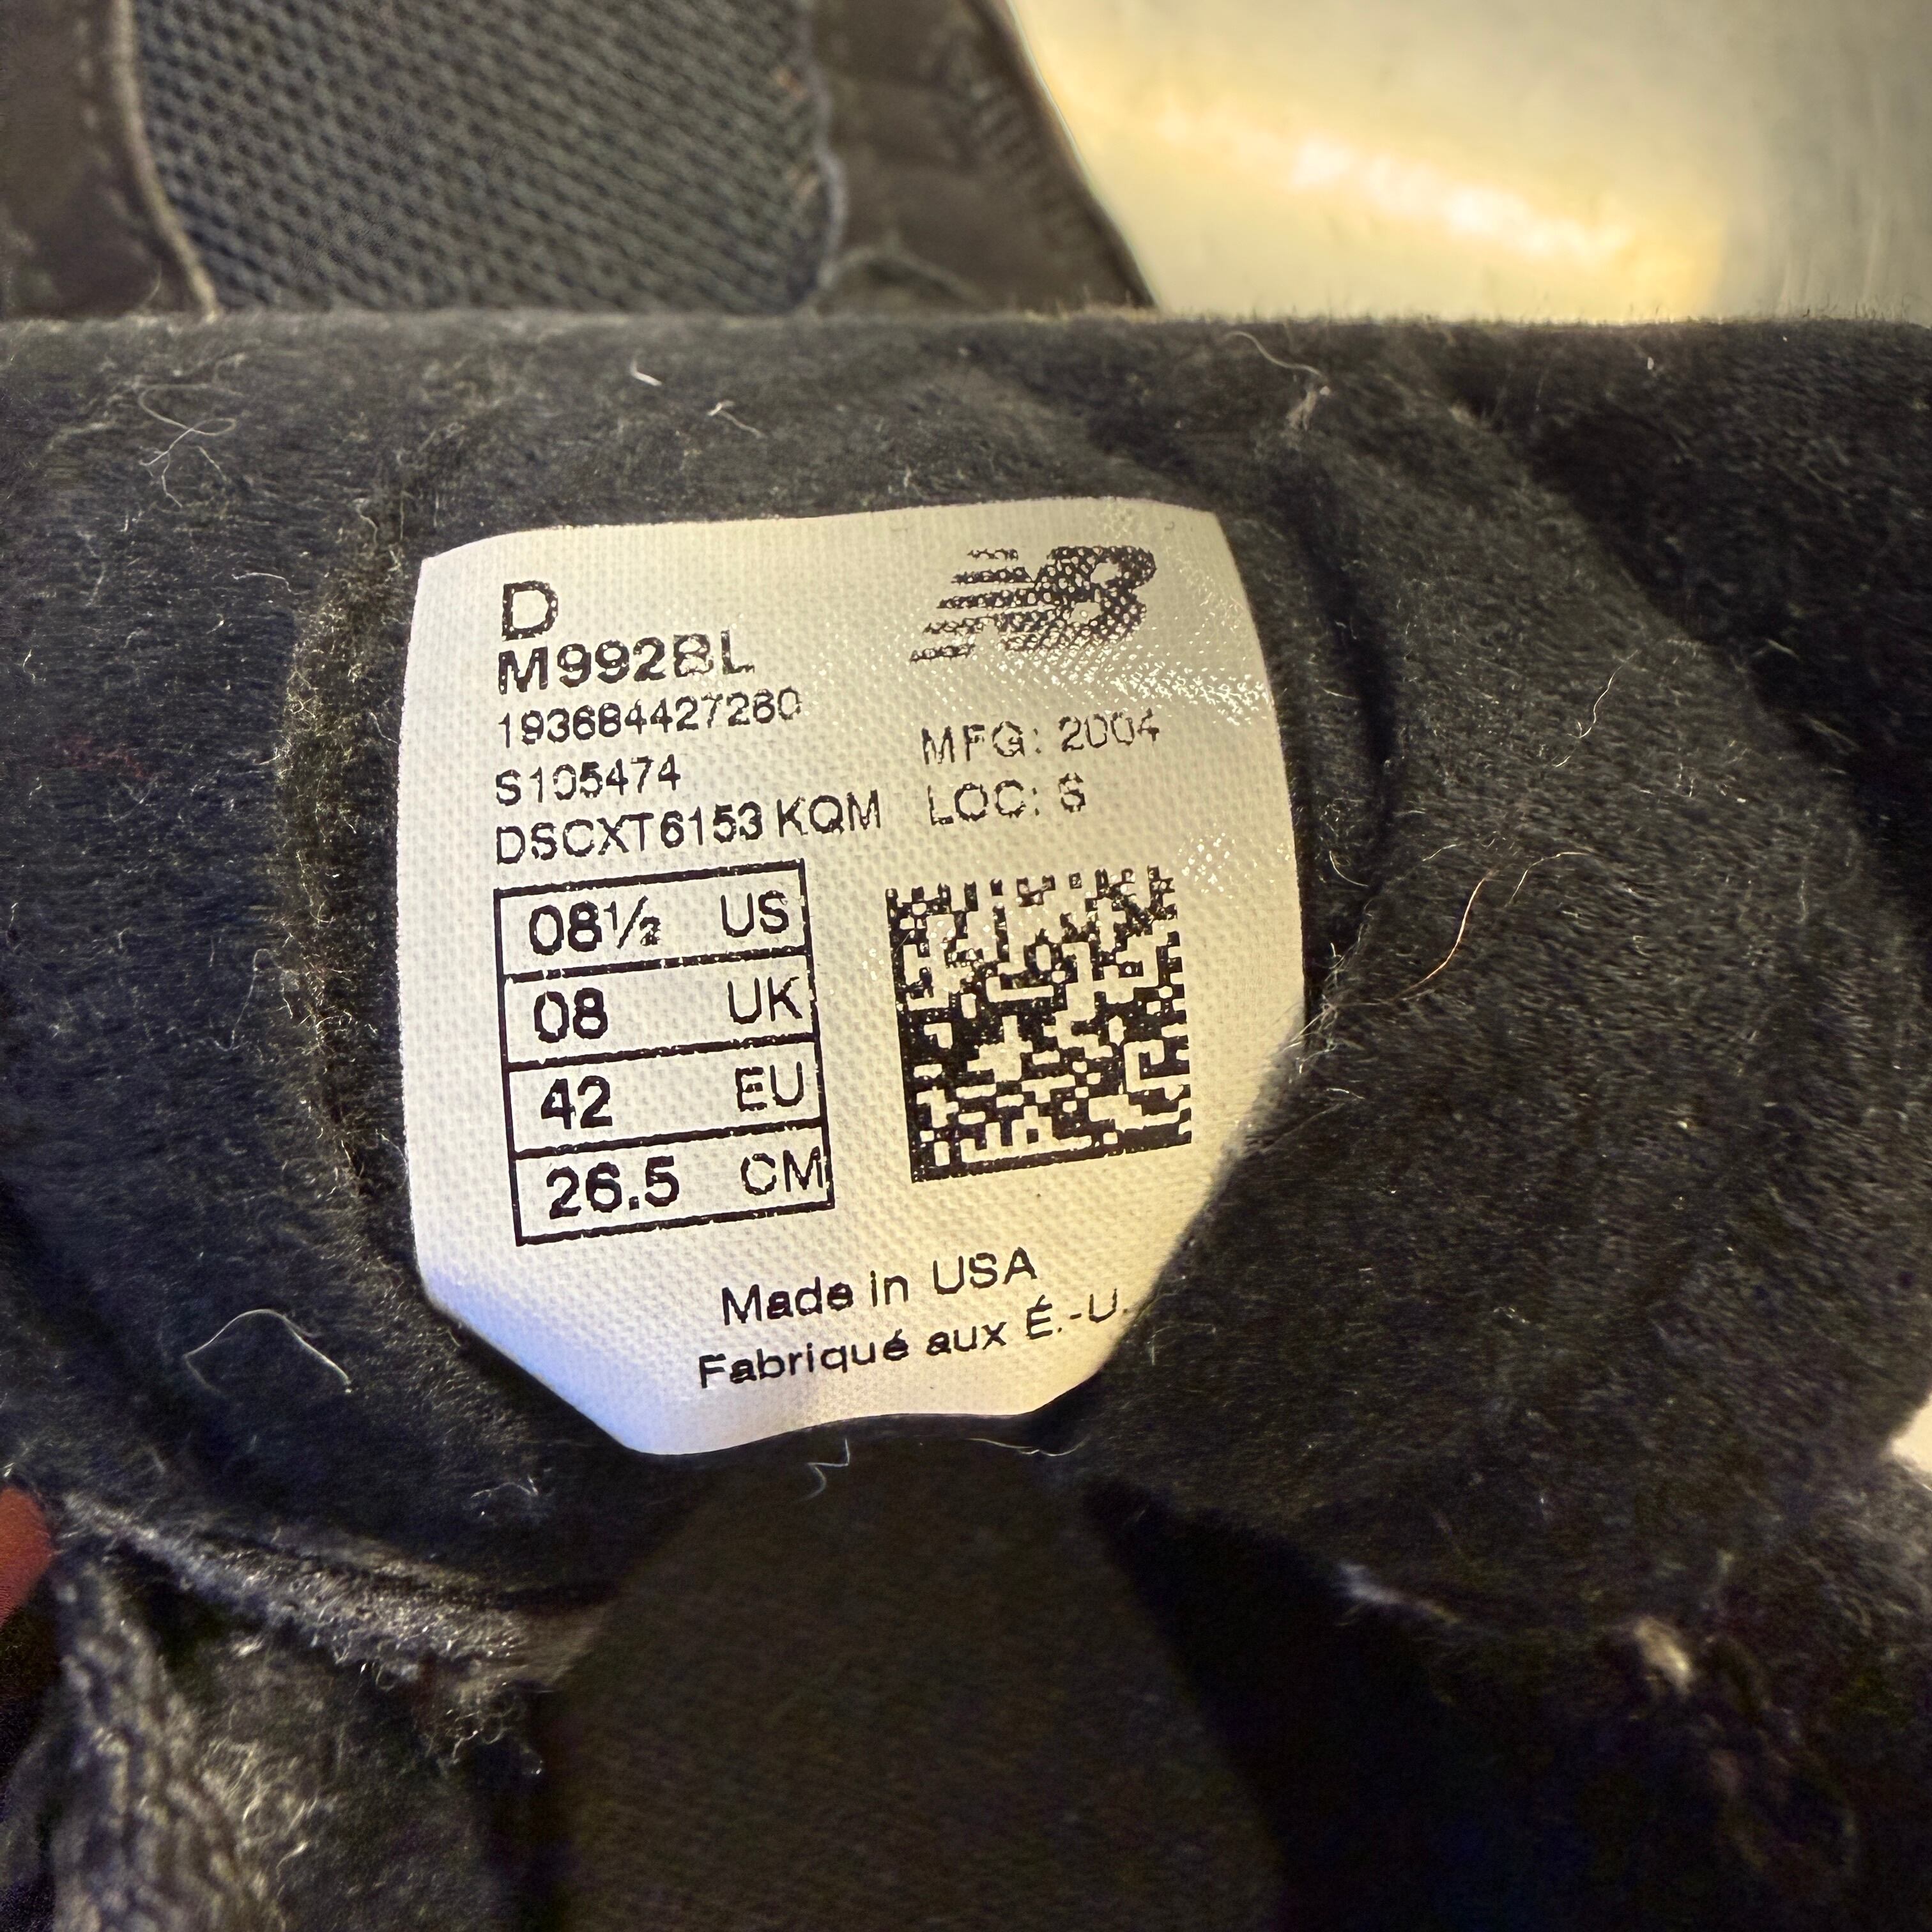 D
NB
M992BL
193684427260
S105474
DSCXT6153 KQM
MFG: 2004
LOC: S
08½ US
08 UK
42 EU
26.5 CM
Made in USA
Fabriqué aux É.-U.